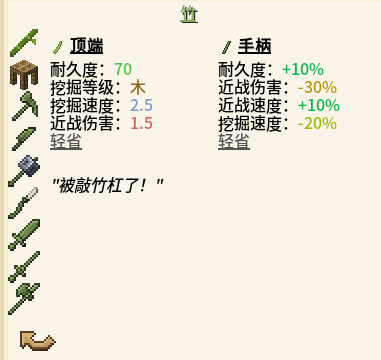 竹
顶端
耐久度：70
挖掘等级：木
挖掘速度：2.5
近战伤害：1.5
轻省
手柄
耐久度：+10%
近战伤害：-30%
近战速度：+10%
挖掘速度：-20%
轻省
"被敲竹杠了！"